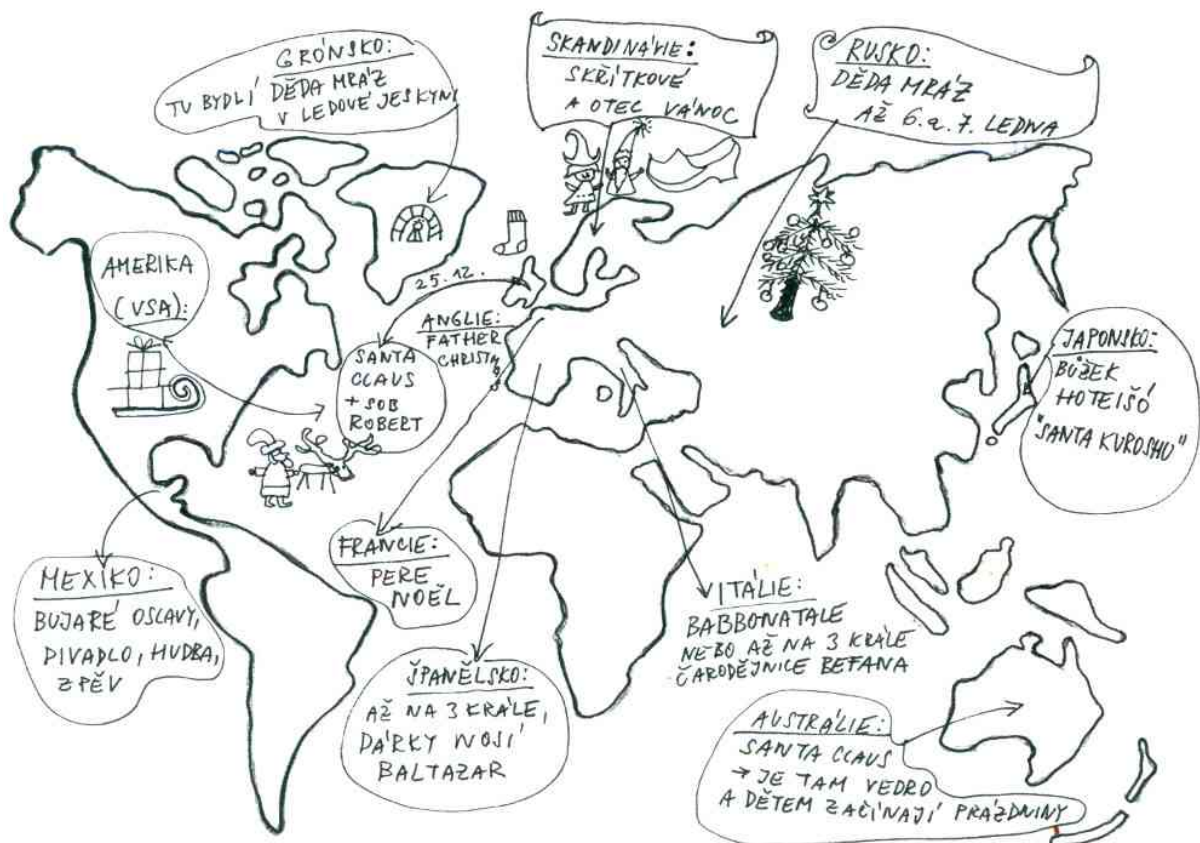 GRÓNSKO:
TU BYDLÍ DĚDA MRÁZ
V LEDOVÉ JESKYNI
SKANDINÁVIE:
SKŘÍTKOVÉ
A OTEC VÁNOC
RUSKO:
DĚDA MRÁZ
AŽ 6. a 7. LEDNA
AMERIKA
(USA):
25.12.
SANTA
CLAUS
+ SOB
ROBERT
ANGLIE:
FATHER
CHRISTM
JAPONSKO:
BŮŽEK
HOTEIŠÓ
"SANTA KUROSHU"
MEXIKO:
BUJARÉ OSLAVY,
DIVADLO, HUDBA,
ZPĚV
FRANCIE:
PERE
NOËL
ŠPANĚLSKO:
AŽ NA 3 KRÁLE,
DÁRKY NOSÍ
BALTAZAR
ITÁLIE:
BABBONATALE
NEBO AŽ NA 3 KRÁLE
ČARODĚJNICE BEFANA
AUSTRÁLIE:
SANTA CLAUS
→ JE TAM VEDRO
A DĚTEM ZAČÍNAJÍ PRÁZDNINY